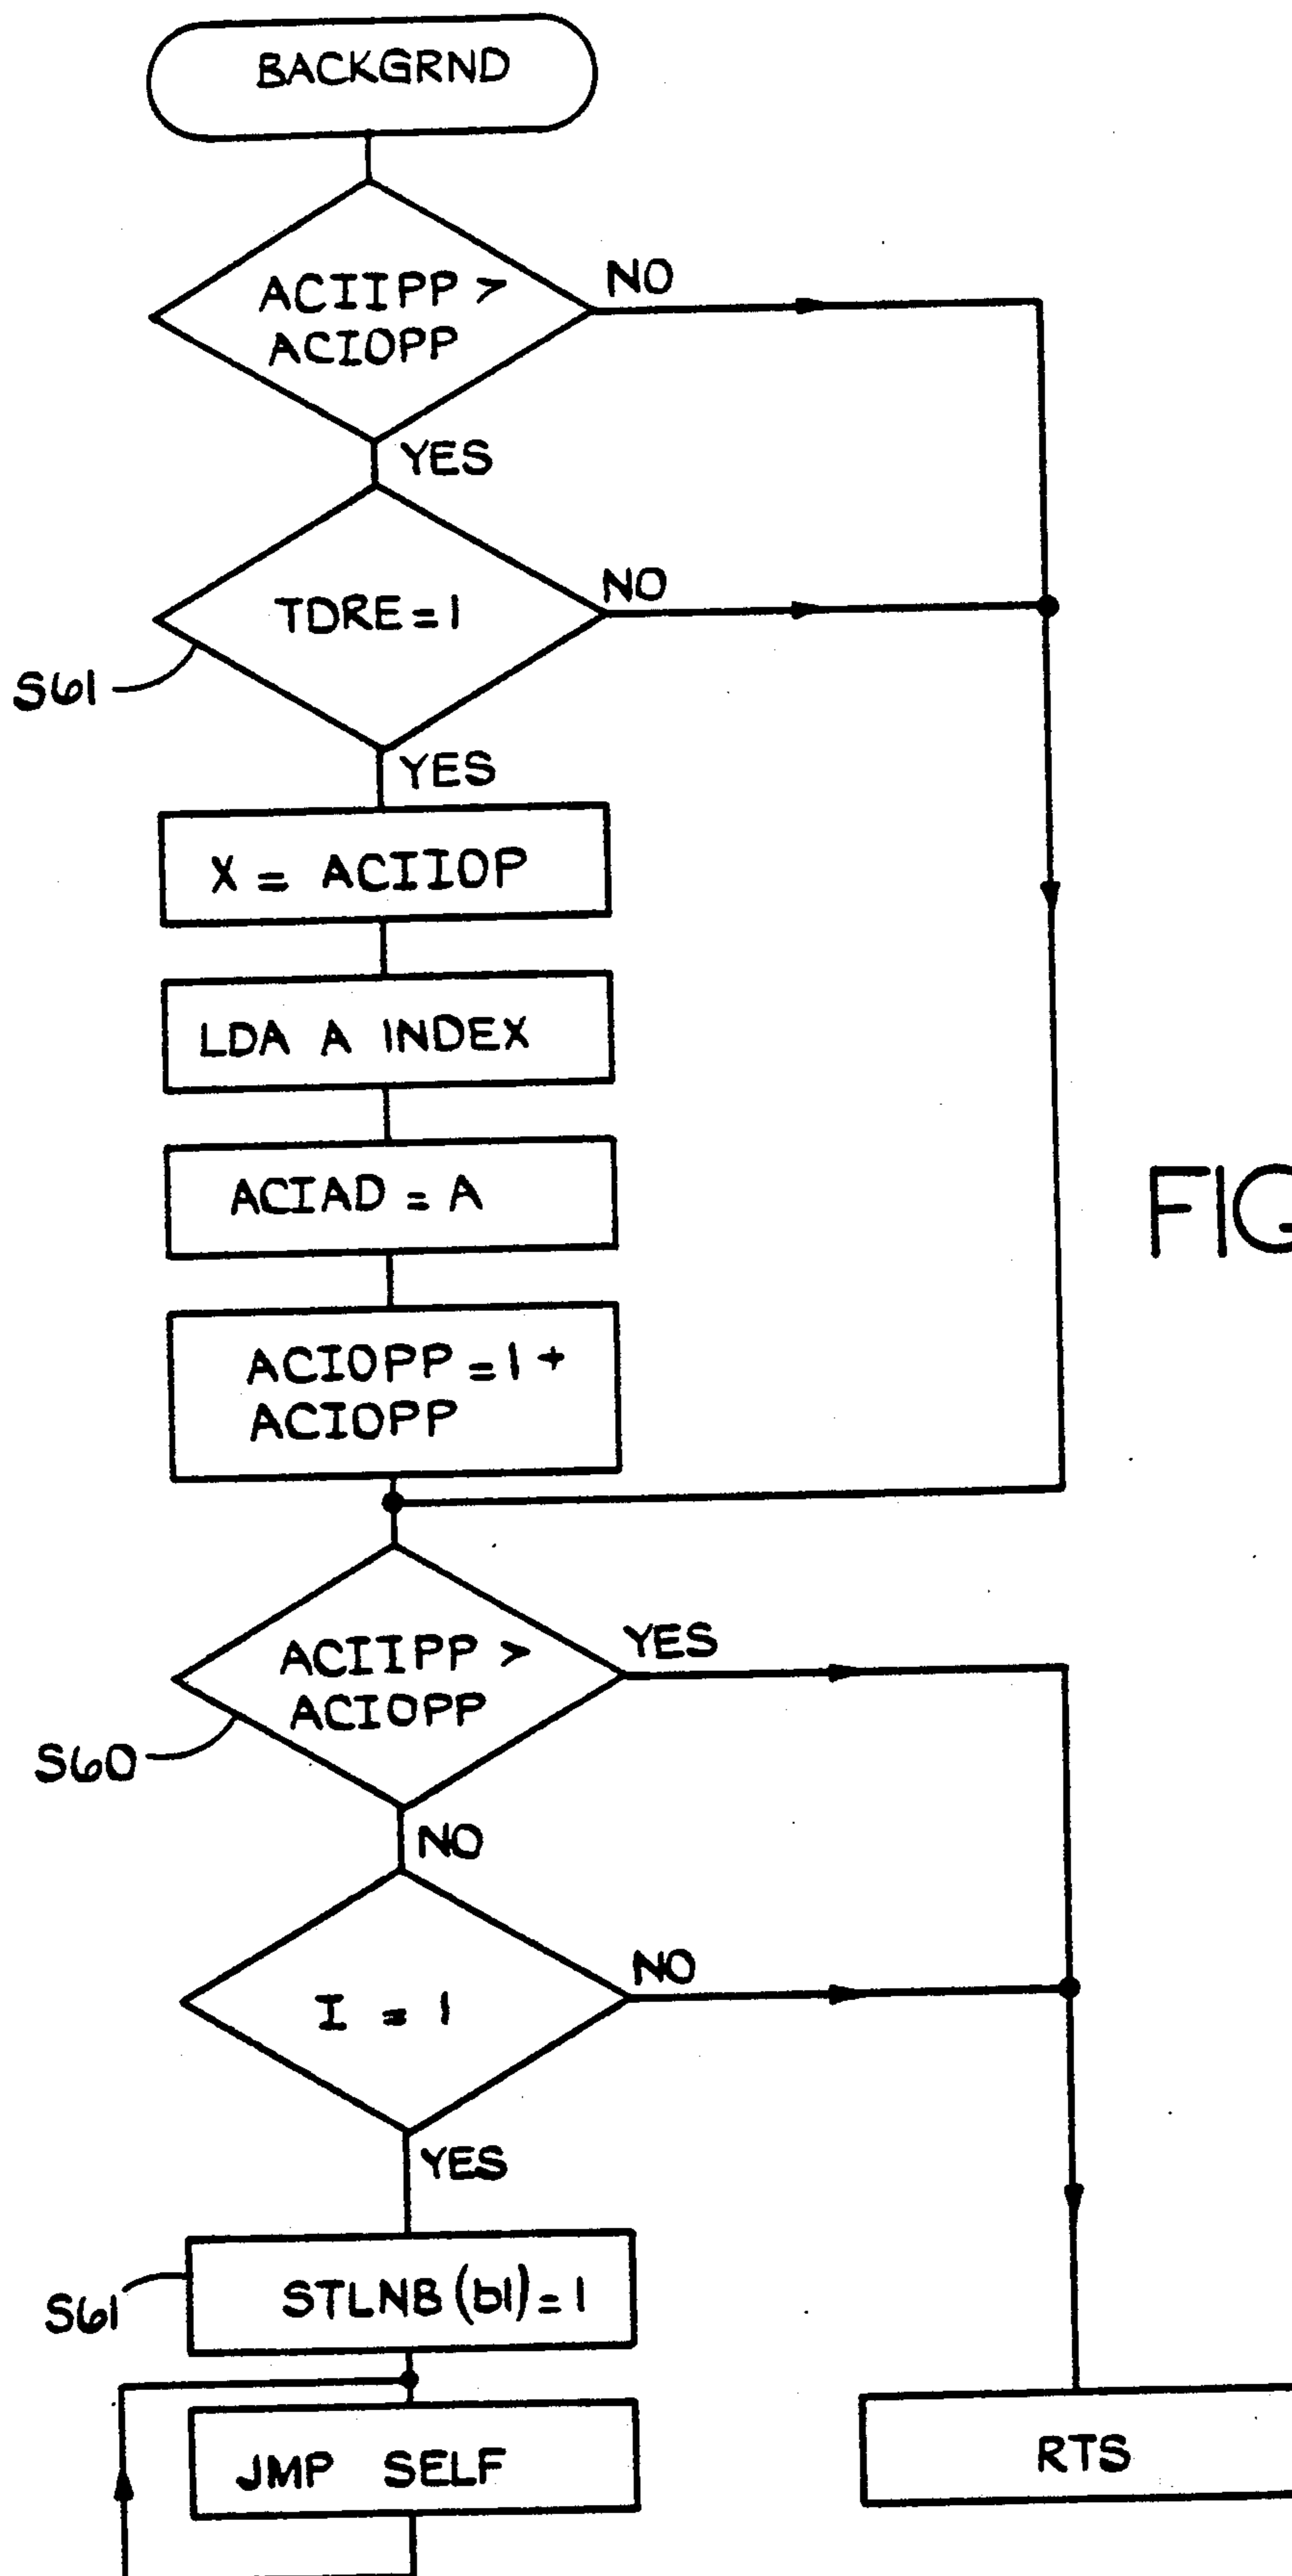 BACKGRND
ACIIPP >
ACIOPP
NO
YES
TDRE = 1
NO
S61
YES
X = ACIIOP
LDA A INDEX
ACIAD = A
FIG
ACIOPP = 1 +
ACIOPP
ACIIPP >
ACIOPP
YES
S60
NO
I = 1
NO
YES
STLNB (b1) = 1
S61
JMP SELF
RTS